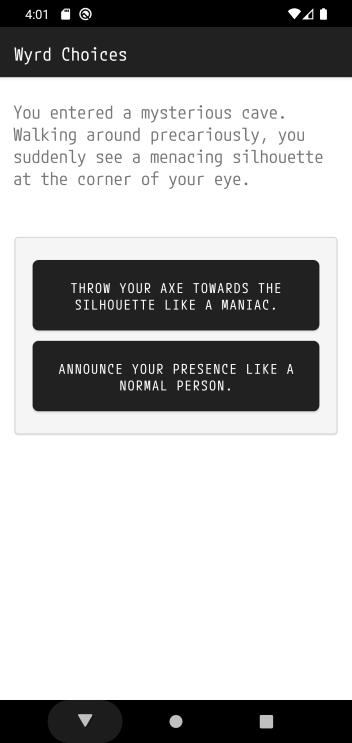 4:01
Wyrd Choices
You entered a mysterious cave.
Walking around precariously, you
suddenly see a menacing silhouette
at the corner of your eye.
THROW YOUR AXE TOWARDS THE
SILHOUETTE LIKE A MANIAC.
ANNOUNCE YOUR PRESENCE LIKE A
NORMAL PERSON.